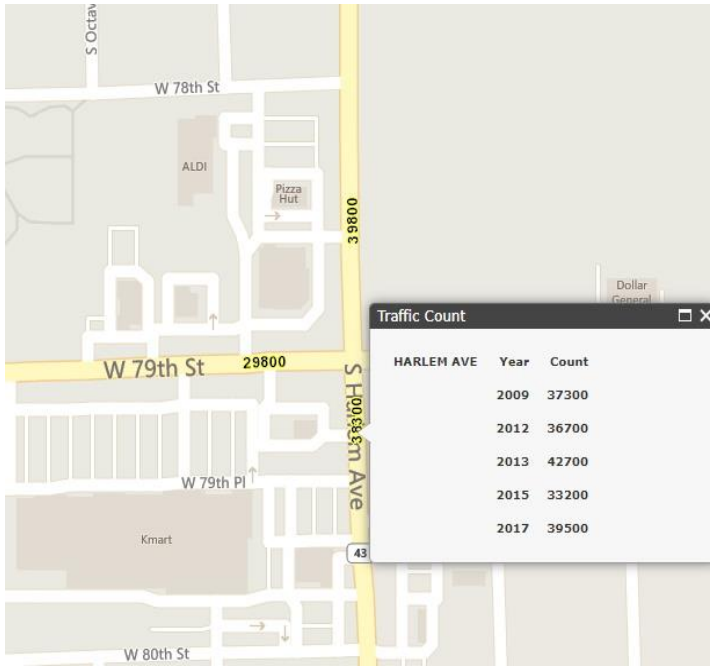 S Octav
W 78th St
ALDI
Pizza
Hut
39800
Dollar
General
Traffic Count
HARLEM AVE Year Count
2009 37300
2012 36700
2013 42700
2015 33200
2017 39500
W 79th St
29800
S Harlem Ave
38300
W 79th Pl
Kmart
43
W 80th St